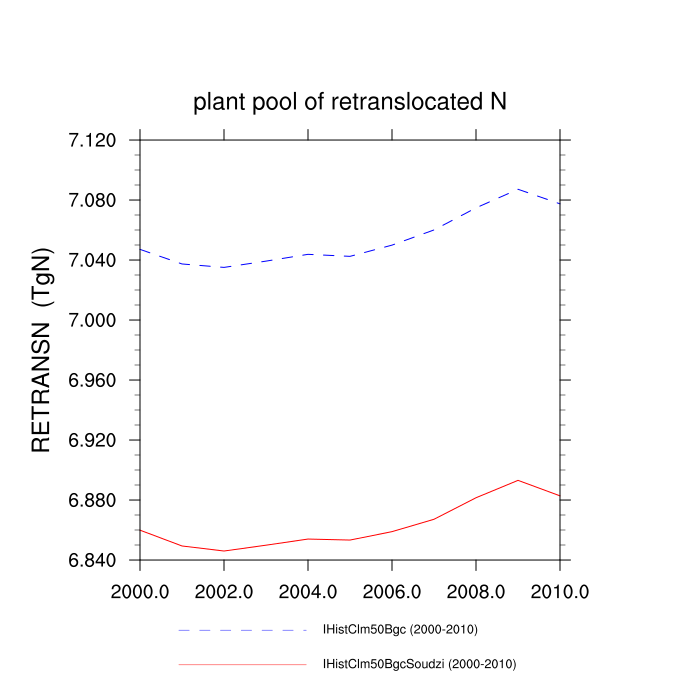 plant pool of retranslocated N
RETRANSN (TgN)
7.120
7.080
7.040
7.000
6.960
6.920
6.880
6.840
2000.0 2002.0 2004.0 2006.0 2008.0 2010.0
IHistClm50Bgc (2000-2010)
IHistClm50BgcSoudzi (2000-2010)